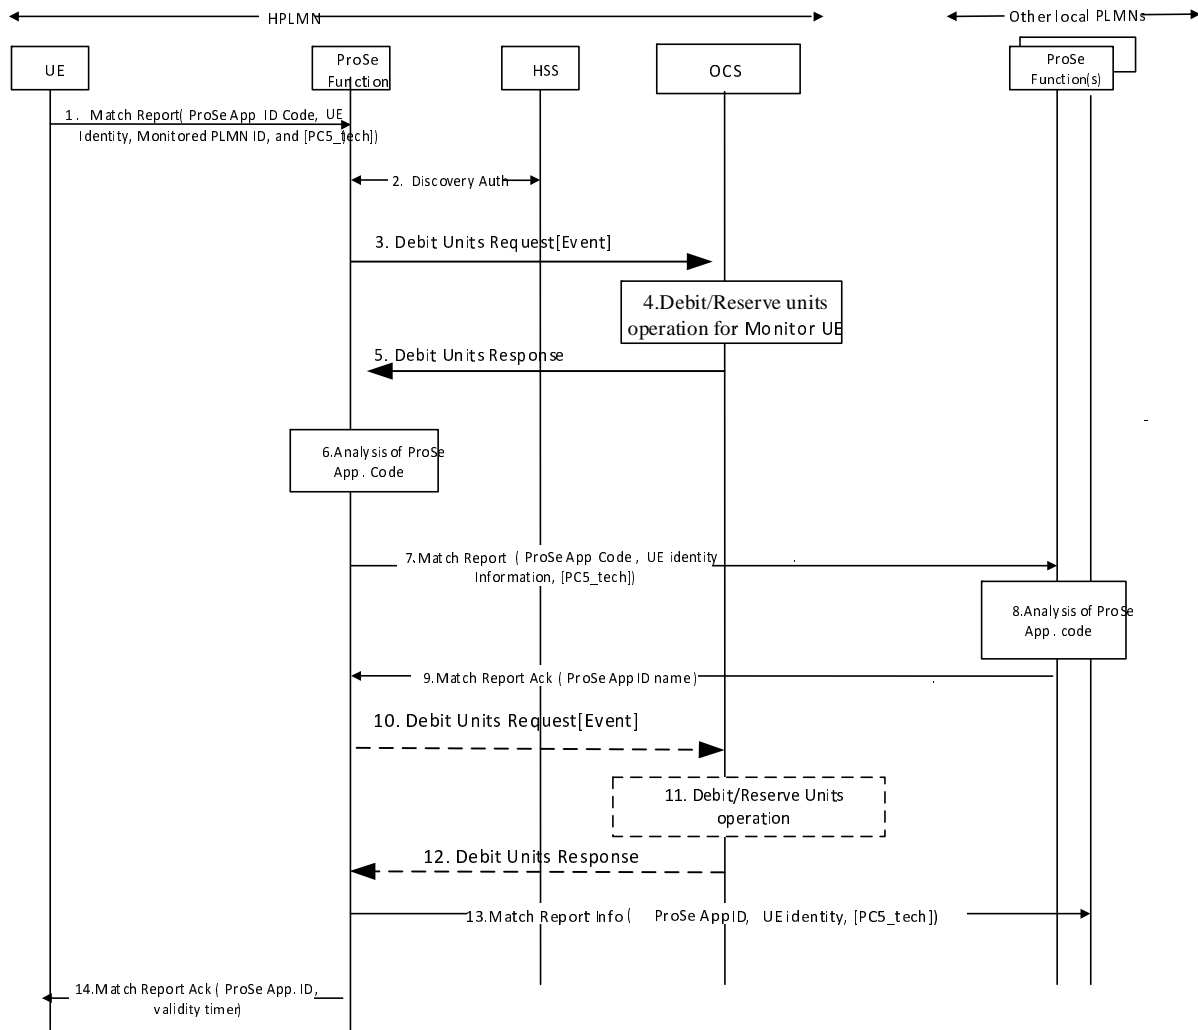 HPLMN
Other local PLMNs
UE
ProSe
Function
HSS
OCS
ProSe
Function(s)
1. Match Report( ProSe App ID Code, UE
Identity, Monitored PLMN ID, and [PC5_tech])
2. Discovery Auth
3. Debit Units Request[Event]
4.Debit/Reserve units
operation for Monitor UE
5. Debit Units Response
6.Analysis of ProSe
App. Code
7.Match Report ( ProSe App Code, UE identity
Information, [PC5_tech])
8.Analysis of ProSe
App. code
9.Match Report Ack ( ProSe App ID name)
10. Debit Units Request[Event]
11. Debit/Reserve Units
operation
12. Debit Units Response
13.Match Report Info ( ProSe App ID, UE identity, [PC5_tech])
14.Match Report Ack ( ProSe App. ID,
validity timer)